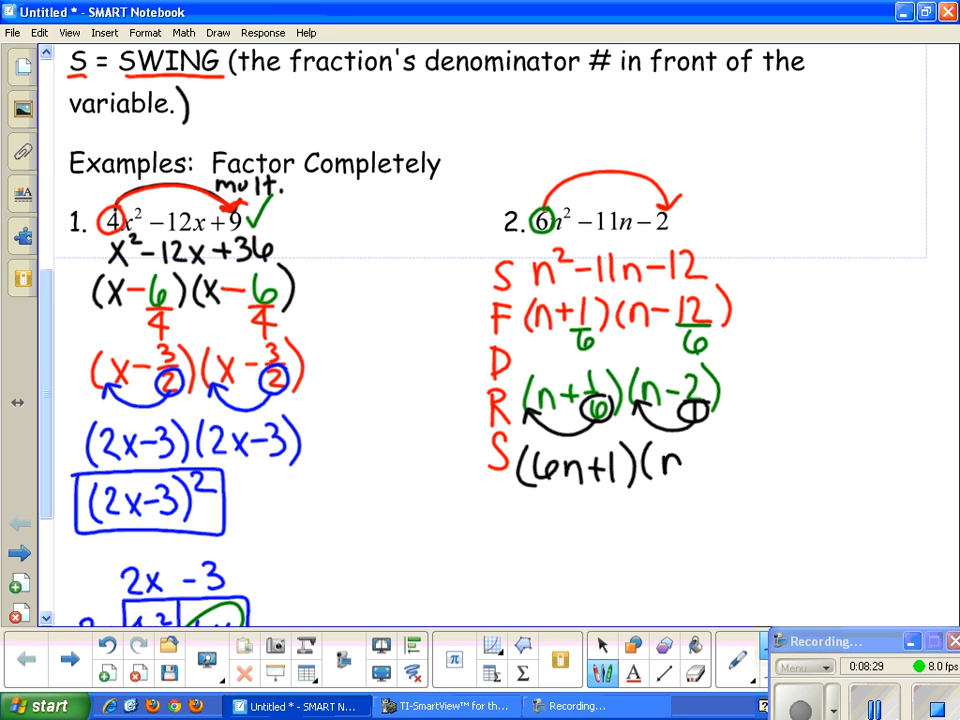 Untitled * - SMART Notebook
File Edit View Insert Format Draw Response Help
S = SWING (the fraction's denominator # in front of the
variable.)
Examples: Factor Completely
mult.
1. 4x² − 12x + 9 ✓
x² − 12x + 36
(x − 6/4)(x − 6/4)
(x − 3/2)(x − 3/2)
(2x − 3)(2x − 3)
(2x − 3)²
2x − 3
2. 6n² − 11n − 2
S n² − 11n − 12
F (n + 1/6)(n − 12/6)
D
R (n + 1/6)(n − 2/1)
S (6n + 1)(n
Recording...
Menu
0:08:29
8.0 fps
start
Untitled * - SMART N...
TI-SmartView™ for th...
Recording...